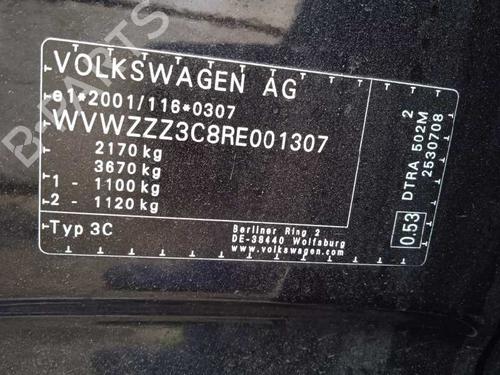 VOLKSWAGEN AG
e1*2001/116*0307
WVWZZZ3C8RE001307
2170 kg
3670 kg
1 - 1100 kg
2 - 1120 kg
Typ 3C
Berliner Ring 2
DE-38440 Wolfsburg
www.volkswagen.com
0.53
DTRA 502M 2
2530708
B-PARTS